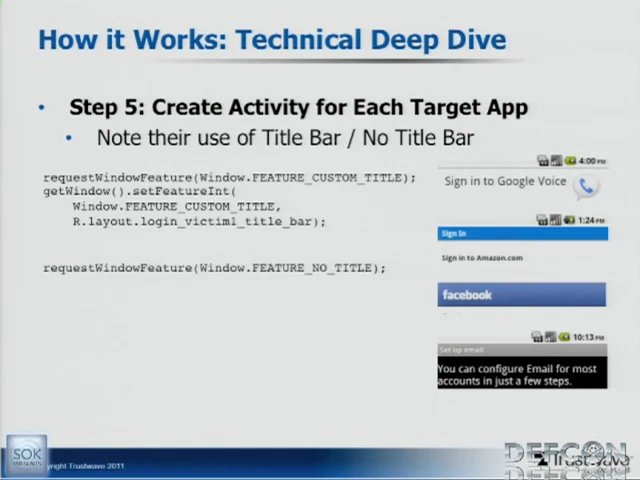 How it Works: Technical Deep Dive
• Step 5: Create Activity for Each Target App
• Note their use of Title Bar / No Title Bar
requestWindowFeature(Window.FEATURE_CUSTOM_TITLE);
getWindow().setFeatureInt(
Window.FEATURE_CUSTOM_TITLE,
R.layout.login_victim1_title_bar);
requestWindowFeature(Window.FEATURE_NO_TITLE);
4:00 PM
Sign in to Google Voice
1:24 PM
Sign In
Sign in to Amazon.com
facebook
10:13 PM
Set up email
You can configure Email for most
accounts in just a few steps.
SOK
Copyright Trustwave 2011
DEFCON
Trustwave